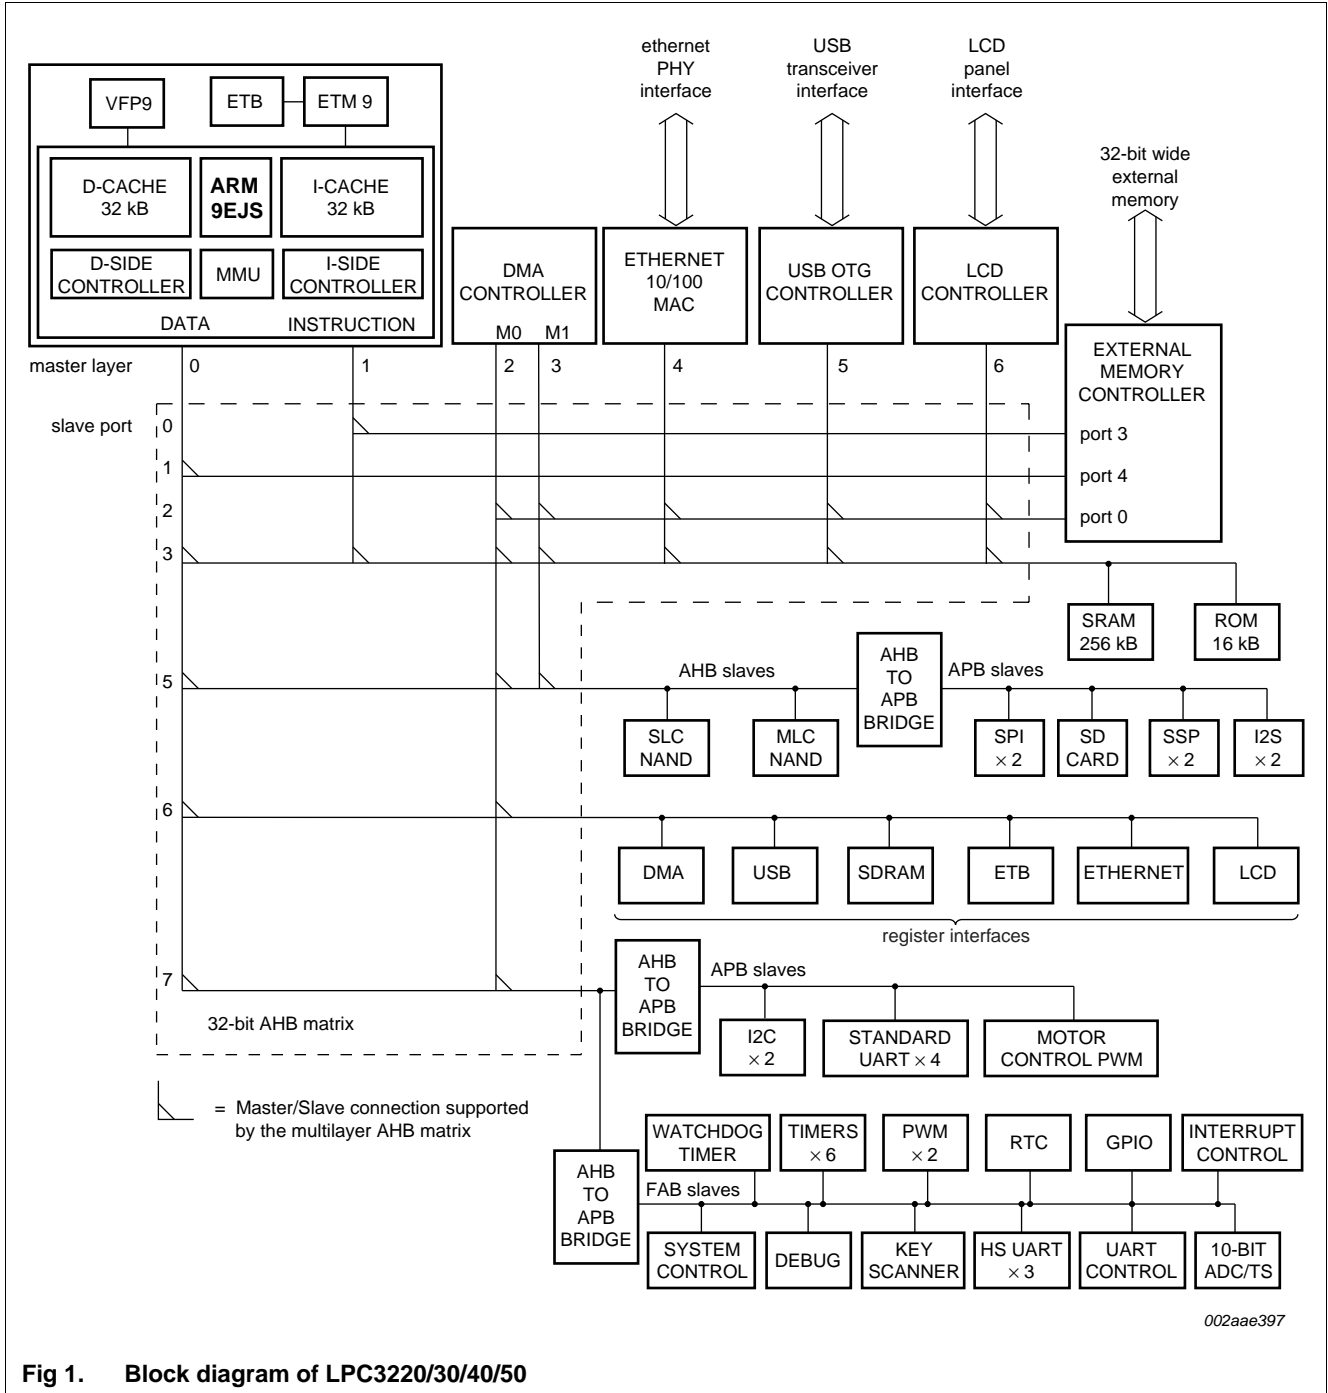 ethernet
PHY
interface
USB
transceiver
interface
LCD
panel
interface
32-bit wide
external
memory
VFP9
ETB
ETM 9
D-CACHE
32 kB
ARM
9EJS
I-CACHE
32 kB
D-SIDE
CONTROLLER
MMU
I-SIDE
CONTROLLER
DATA
INSTRUCTION
DMA
CONTROLLER
M0
M1
ETHERNET
10/100
MAC
USB OTG
CONTROLLER
LCD
CONTROLLER
EXTERNAL
MEMORY
CONTROLLER
port 3
port 4
port 0
master layer
0
1
2
3
4
5
6
slave port
0
1
2
3
5
6
7
SRAM
256 kB
ROM
16 kB
AHB slaves
AHB
TO
APB
BRIDGE
APB slaves
SLC
NAND
MLC
NAND
SPI
× 2
SD
CARD
SSP
× 2
I2S
× 2
DMA
USB
SDRAM
ETB
ETHERNET
LCD
register interfaces
AHB
TO
APB
BRIDGE
APB slaves
I2C
× 2
STANDARD
UART × 4
MOTOR
CONTROL PWM
32-bit AHB matrix
= Master/Slave connection supported
by the multilayer AHB matrix
AHB
TO
APB
BRIDGE
FAB slaves
WATCHDOG
TIMER
TIMERS
× 6
PWM
× 2
RTC
GPIO
INTERRUPT
CONTROL
SYSTEM
CONTROL
DEBUG
KEY
SCANNER
HS UART
× 3
UART
CONTROL
10-BIT
ADC/TS
002aae397
Fig 1. Block diagram of LPC3220/30/40/50